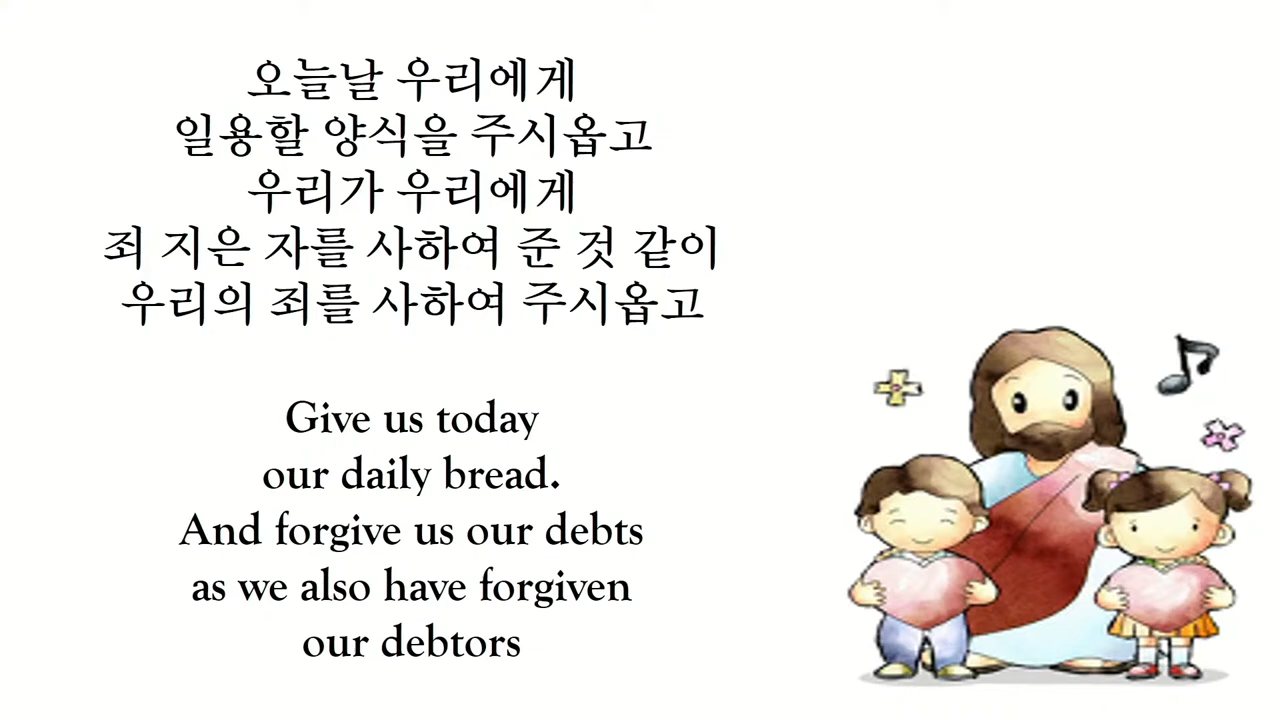 오늘날 우리에게
일용할 양식을 주시옵고
우리가 우리에게
죄 지은 자를 사하여 준 것 같이
우리의 죄를 사하여 주시옵고
Give us today
our daily bread.
And forgive us our debts
as we also have forgiven
our debtors